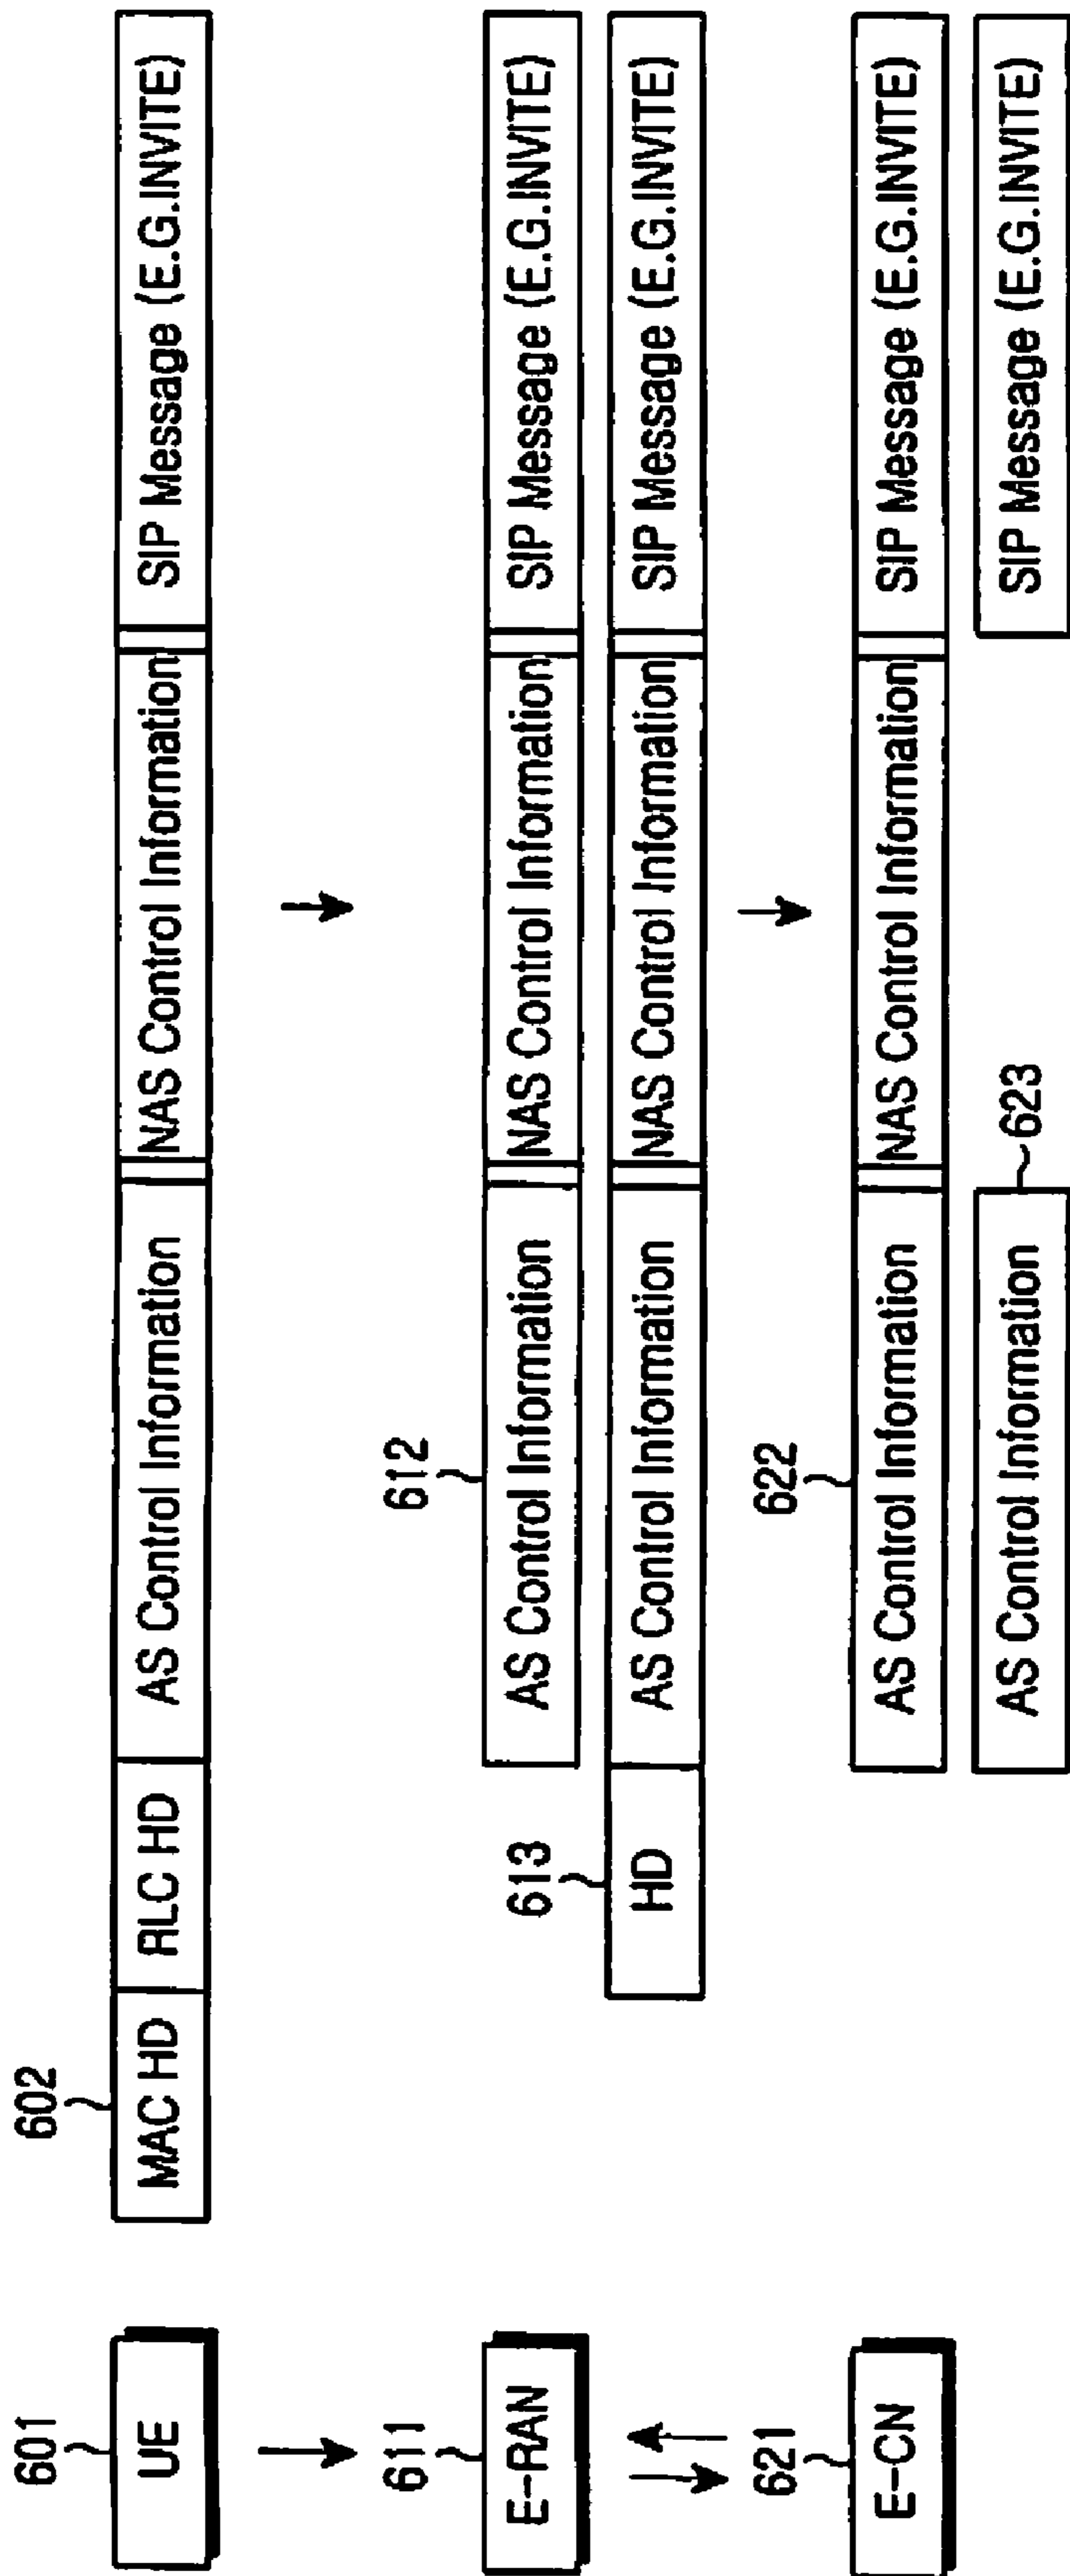 601
UE
602
MAC HD RLC HD AS Control Information NAS Control Information SIP Message (E.G.INVITE)
611
E-RAN
612
AS Control Information NAS Control Information SIP Message (E.G.INVITE)
613
HD AS Control Information NAS Control Information SIP Message (E.G.INVITE)
621
E-CN
622
AS Control Information NAS Control Information SIP Message (E.G.INVITE)
623
AS Control Information SIP Message (E.G.INVITE)